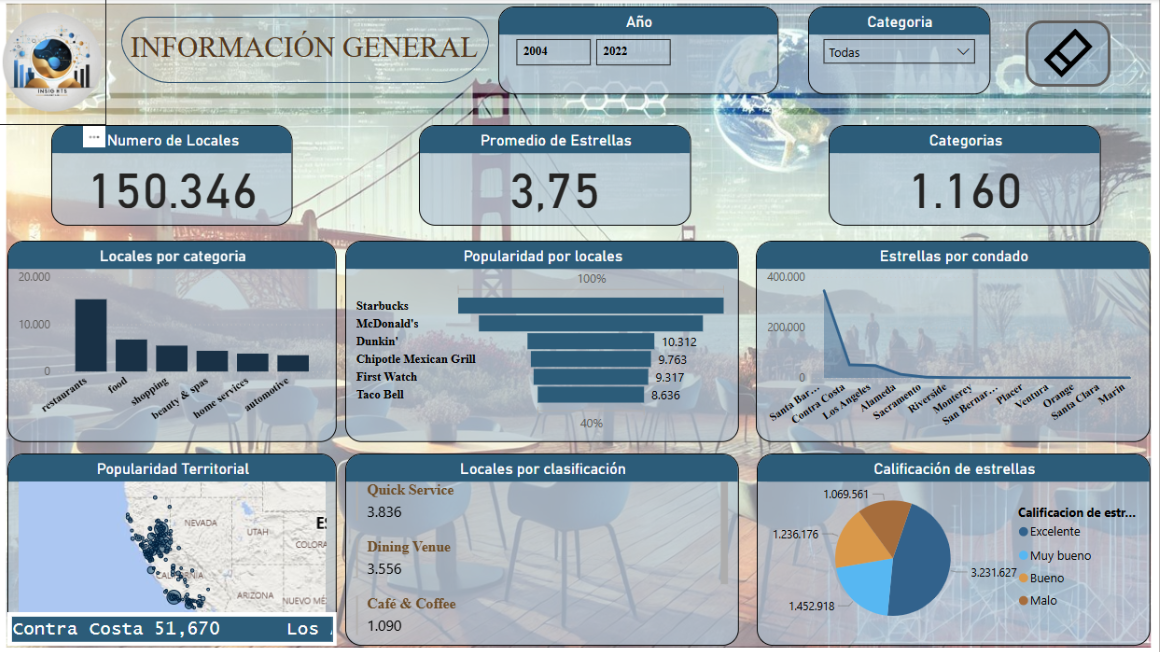 INFORMACIÓN GENERAL
Año
2004 2022
Categoria
Todas
Numero de Locales
150.346
Promedio de Estrellas
3,75
Categorias
1.160
Locales por categoria
20.000
10.000
0
restaurants
food
shopping
beauty & spas
home services
automotive
Popularidad por locales
100%
Starbucks
McDonald's
Dunkin' 10.312
Chipotle Mexican Grill 9.763
First Watch 9.317
Taco Bell 8.636
40%
Estrellas por condado
400.000
200.000
0
Santa Bar...
Contra Costa
Los Angeles
Alameda
Sacramento
Riverside
Monterey
San Bernar...
Placer
Ventura
Orange
Santa Clara
Marin
Popularidad Territorial
NEVADA
UTAH
COLORA
CALIFORNIA
ARIZONA
NUEVO MÉ
Contra Costa 51,670 Los
Locales por clasificación
Quick Service
3.836
Dining Venue
3.556
Café & Coffee
1.090
Calificación de estrellas
1.069.561
1.236.176
1.452.918
3.231.627
Calificacion de estr...
Excelente
Muy bueno
Bueno
Malo